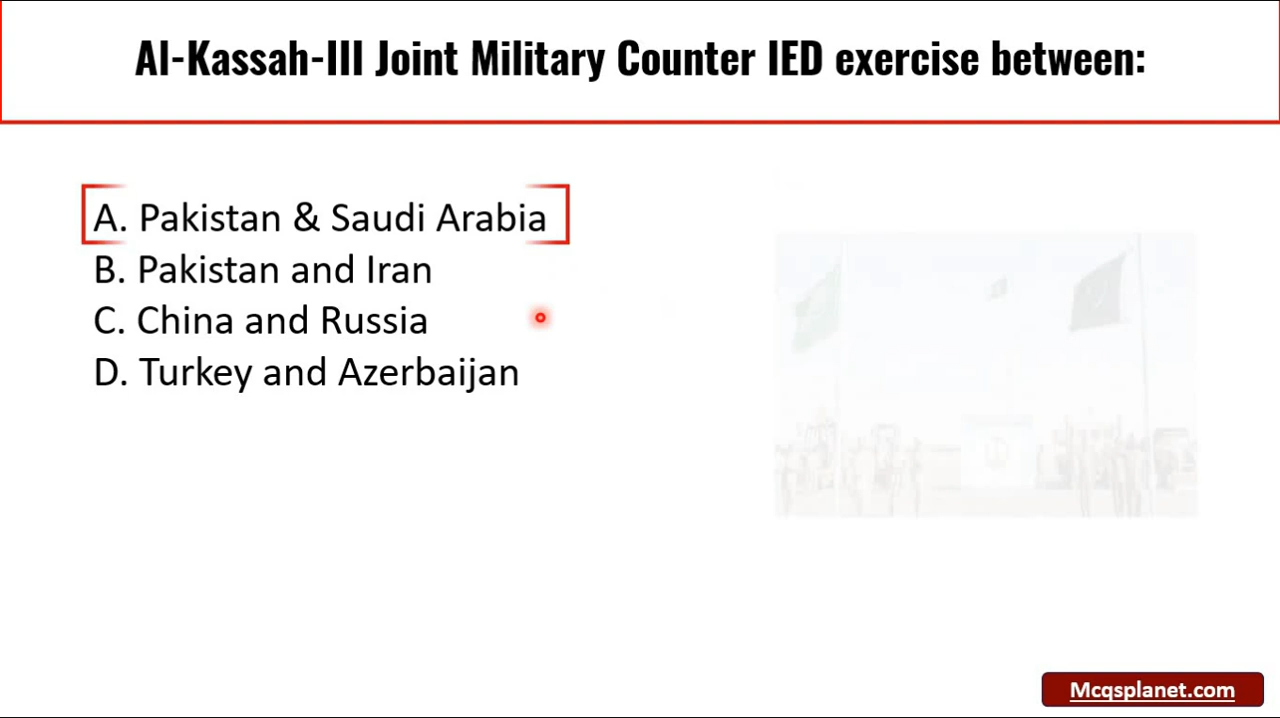 Al-Kassah-III Joint Military Counter IED exercise between:
A. Pakistan & Saudi Arabia
B. Pakistan and Iran
C. China and Russia
D. Turkey and Azerbaijan
Mcqsplanet.com